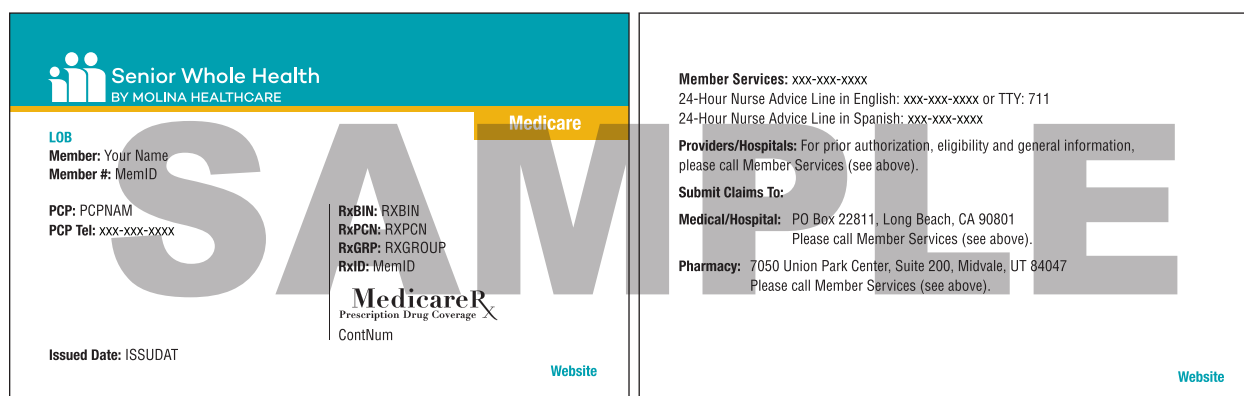 Senior Whole Health
BY MOLINA HEALTHCARE
Medicare
LOB
Member: Your Name
Member #: MemID
PCP: PCPNAM
PCP Tel: xxx-xxx-xxxx
RxBIN: RXBIN
RxPCN: RXPCN
RxGRP: RXGROUP
RxID: MemID
MedicareRx
Prescription Drug Coverage
ContNum
Issued Date: ISSUDAT
Website
Member Services: xxx-xxx-xxxx
24-Hour Nurse Advice Line in English: xxx-xxx-xxxx or TTY: 711
24-Hour Nurse Advice Line in Spanish: xxx-xxx-xxxx
Providers/Hospitals: For prior authorization, eligibility and general information,
please call Member Services (see above).
Submit Claims To:
Medical/Hospital: PO Box 22811, Long Beach, CA 90801
Please call Member Services (see above).
Pharmacy: 7050 Union Park Center, Suite 200, Midvale, UT 84047
Please call Member Services (see above).
Website
SAMPLE